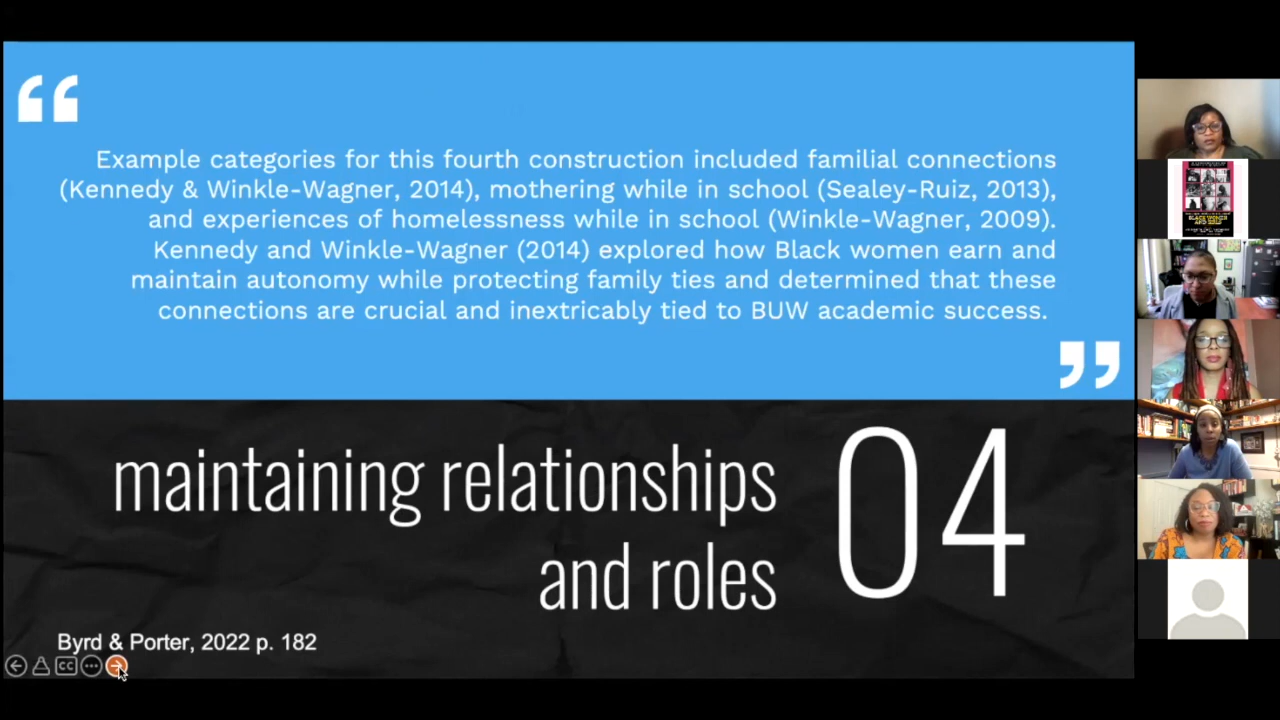 “
Example categories for this fourth construction included familial connections
(Kennedy & Winkle-Wagner, 2014), mothering while in school (Sealey-Ruiz, 2013),
and experiences of homelessness while in school (Winkle-Wagner, 2009).
Kennedy and Winkle-Wagner (2014) explored how Black women earn and
maintain autonomy while protecting family ties and determined that these
connections are crucial and inextricably tied to BUW academic success.
”
maintaining relationships
and roles
04
Byrd & Porter, 2022 p. 182
CC
BLACK WOMEN